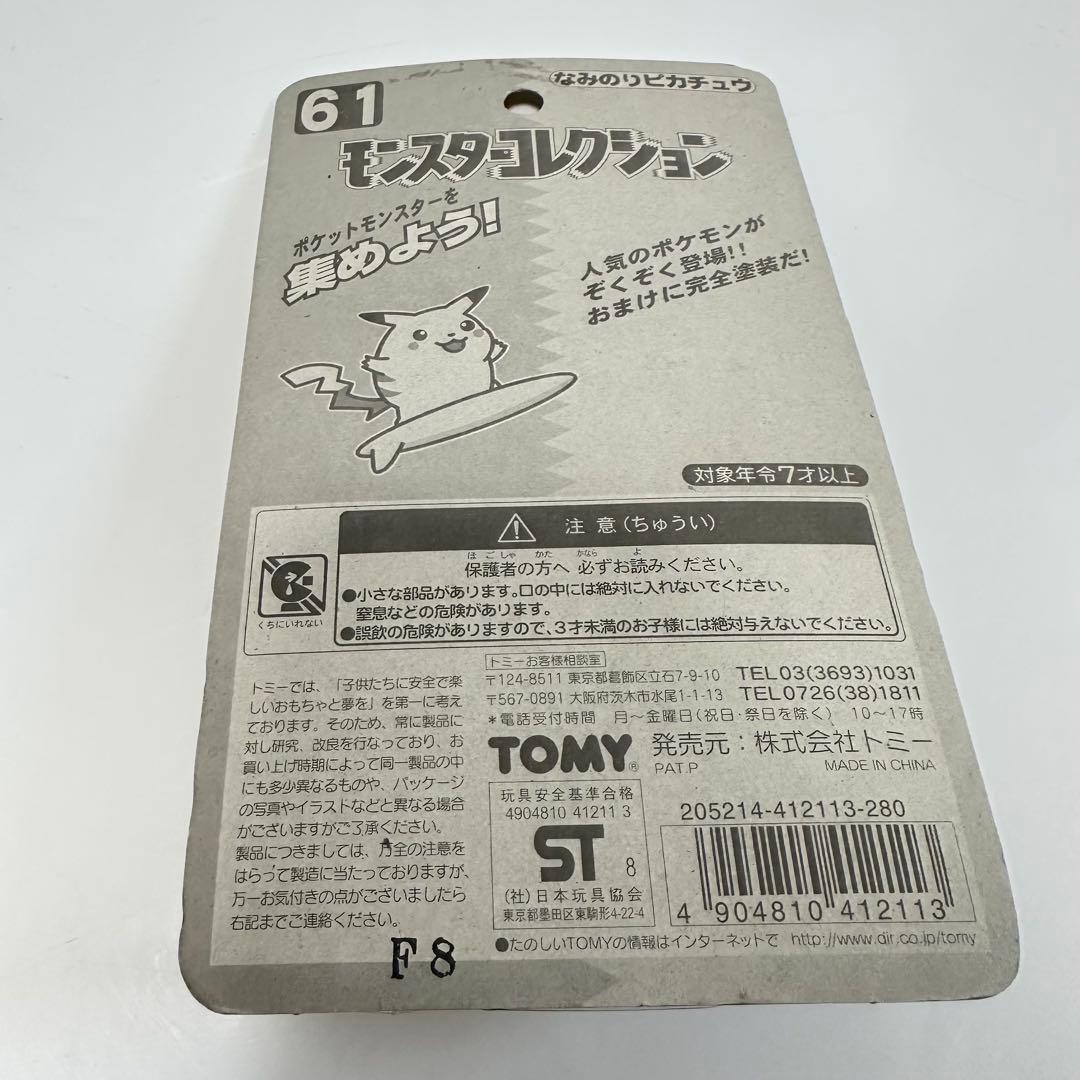 61
なみのりピカチュウ
モンスターコレクション
ポケットモンスターを
集めよう!
人気のポケモンが
ぞくぞく登場!!
おまけに完全塗装だ!
対象年令7才以上
注意(ちゅうい)
くちにいれない
ほごしゃ かた かなら よ
保護者の方へ 必ずお読みください。
●小さな部品があります。口の中には絶対に入れないでください。
窒息などの危険があります。
●誤飲の危険がありますので、3才未満のお子様には絶対与えないでください。
トミーでは、「子供たちに安全で楽
しいおもちゃと夢を」を第一に考え
ております。そのため、常に製品に
対し研究、改良を行なっており、お
買い上げ時期によって同一製品の中
にも多少異なるものや、パッケージ
の写真やイラストなどと異なる場合
がございますがご了承ください。
製品につきましては、万全の注意を
はらって製造に当たっておりますが、
万一お気付きの点がございましたら
右記までご連絡ください。
F8
トミーお客様相談室
〒124-8511 東京都葛飾区立石7-9-10 TEL03(3693)1031
〒567-0891 大阪府茨木市水尾1-1-13 TEL0726(38)1811
*電話受付時間 月〜金曜日(祝日・祭日を除く) 10〜17時
TOMY® 発売元:株式会社トミー
PAT.P MADE IN CHINA
玩具安全基準合格
4904810 41211 3
ST 8
(社)日本玩具協会
東京都墨田区東駒形4-22-4
205214-412113-280
4 904810 412113
●たのしいTOMYの情報はインターネットで http://www.dir.co.jp/tomy